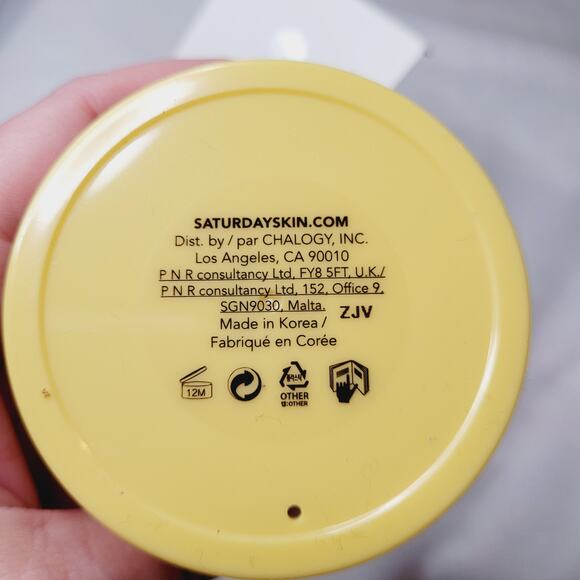 SATURDAYSKIN.COM
Dist. by / par CHALOGY, INC.
Los Angeles, CA 90010
P N R consultancy Ltd, FY8 5FT, U.K./
P N R consultancy Ltd, 152, Office 9,
SGN9030, Malta.
ZJV
Made in Korea /
Fabriqué en Corée
12M
OTHER